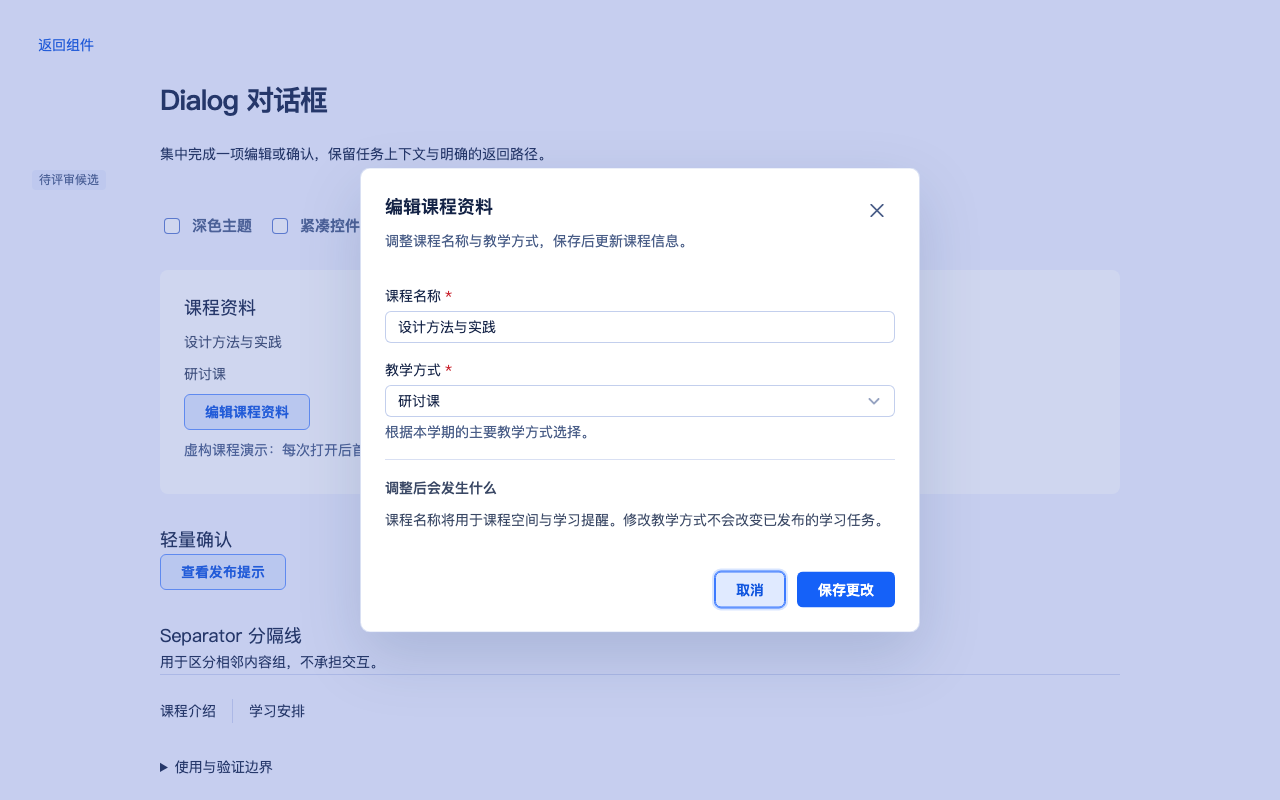 返回组件
Dialog 对话框
集中完成一项编辑或确认，保留任务上下文与明确的返回路径。
待评审候选
深色主题
紧凑控件
课程资料
设计方法与实践
研讨课
编辑课程资料
虚构课程演示：每次打开后首
轻量确认
查看发布提示
Separator 分隔线
用于区分相邻内容组，不承担交互。
课程介绍
学习安排
使用与验证边界
编辑课程资料
调整课程名称与教学方式，保存后更新课程信息。
课程名称 *
设计方法与实践
教学方式 *
研讨课
根据本学期的主要教学方式选择。
调整后会发生什么
课程名称将用于课程空间与学习提醒。修改教学方式不会改变已发布的学习任务。
取消
保存更改